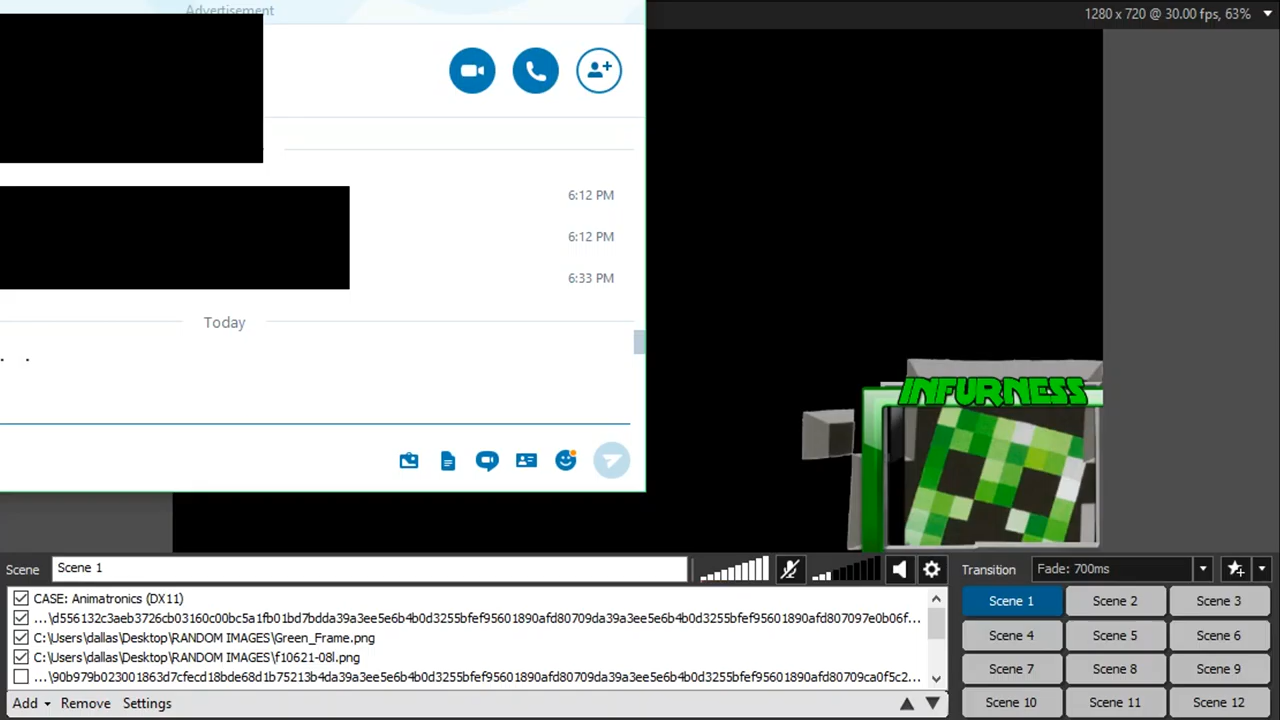 Advertisement
1280 x 720 @ 30.00 fps, 63%
6:12 PM
6:12 PM
6:33 PM
Today
. .
INFURNESS
Scene
Scene 1
Transition
Fade: 700ms
CASE: Animatronics (DX11)
...\d556132c3aeb3726cb03160c00bc5a1fb01bd7bdda39a3ee5e6b4b0d3255bfef95601890afd80709da39a3ee5e6b4b0d3255bfef95601890afd807097e0b06f...
C:\Users\dallas\Desktop\RANDOM IMAGES\Green_Frame.png
C:\Users\dallas\Desktop\RANDOM IMAGES\f10621-08l.png
...\90b979b023001863d7cfecd18bde68d1b75213b4da39a3ee5e6b4b0d3255bfef95601890afd80709da39a3ee5e6b4b0d3255bfef95601890afd80709ca0f5c2...
Scene 1
Scene 2
Scene 3
Scene 4
Scene 5
Scene 6
Scene 7
Scene 8
Scene 9
Scene 10
Scene 11
Scene 12
Add
Remove
Settings